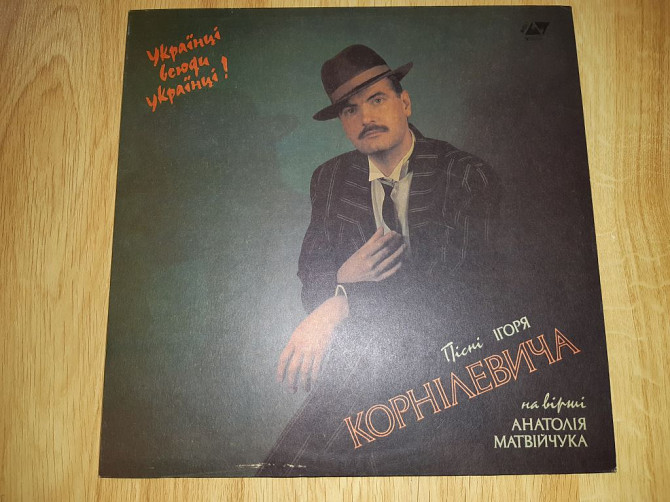 Українці
всюди
українці!
Пісні ІГОРЯ
КОРНІЛЕВИЧА
на вірші
АНАТОЛІЯ
МАТВІЙЧУКА